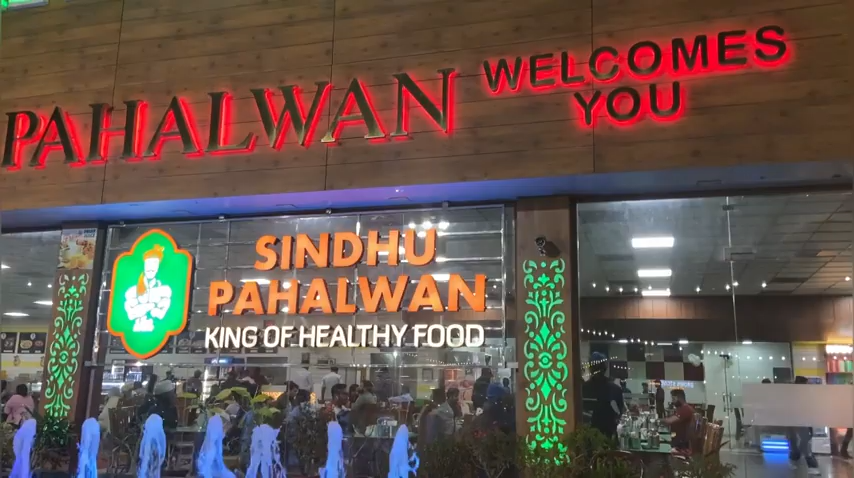 PAHALWAN
WELCOMES
YOU
SINDHU
PAHALWAN
KING OF HEALTHY FOOD